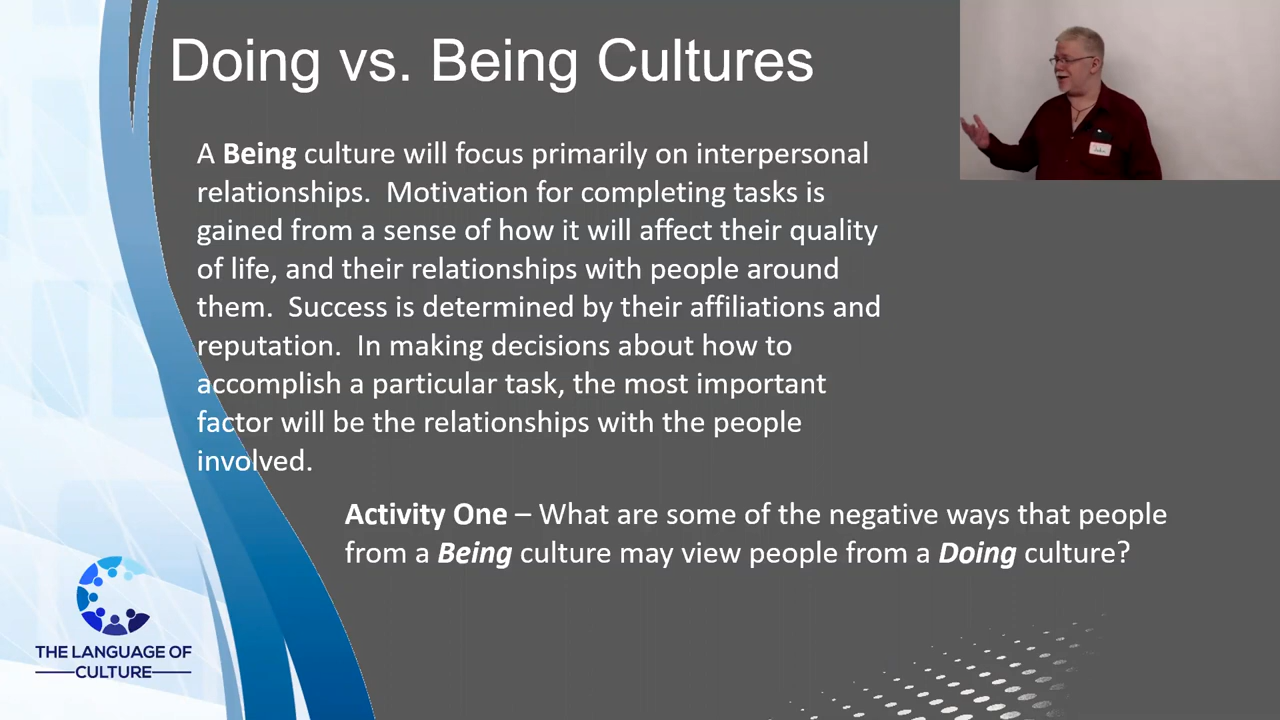 Doing vs. Being Cultures
A Being culture will focus primarily on interpersonal
relationships.  Motivation for completing tasks is
gained from a sense of how it will affect their quality
of life, and their relationships with people around
them.  Success is determined by their affiliations and
reputation.  In making decisions about how to
accomplish a particular task, the most important
factor will be the relationships with the people
involved.
Activity One – What are some of the negative ways that people
from a Being culture may view people from a Doing culture?
THE LANGUAGE OF
CULTURE